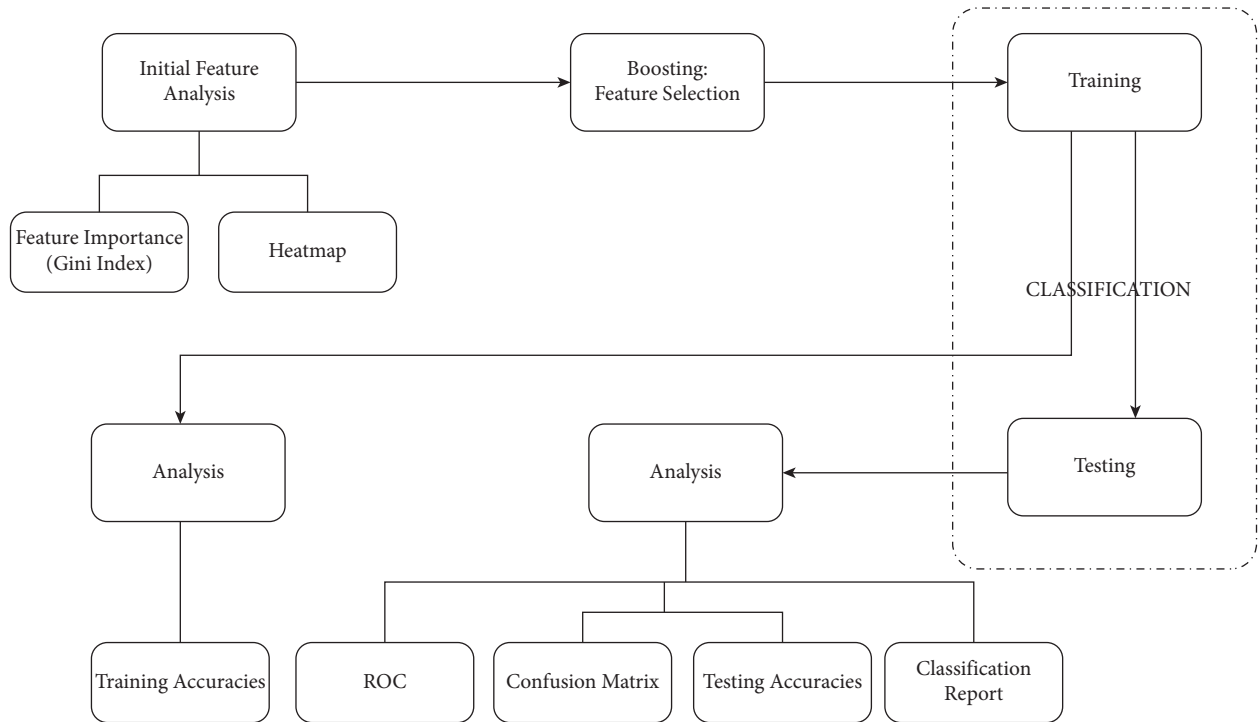 Initial Feature
Analysis
Boosting:
Feature Selection
Training
Feature Importance
(Gini Index)
Heatmap
CLASSIFICATION
Analysis
Analysis
Testing
Training Accuracies
ROC
Confusion Matrix
Testing Accuracies
Classification
Report